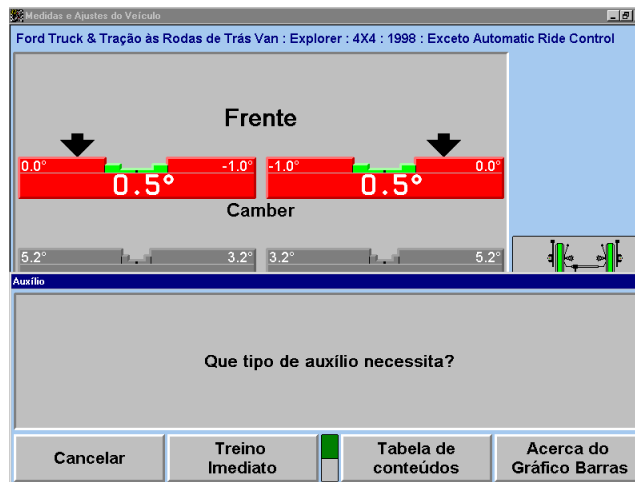 Medidas e Ajustes do Veículo
Ford Truck & Tração às Rodas de Trás Van : Explorer : 4X4 : 1998 : Exceto Automatic Ride Control
Frente
0.0° -1.0° -1.0° 0.0°
0.5° 0.5°
Camber
5.2° 3.2° 3.2° 5.2°
Auxílio
Que tipo de auxílio necessita?
Cancelar
Treino
Imediato
Tabela de
conteúdos
Acerca do
Gráfico Barras